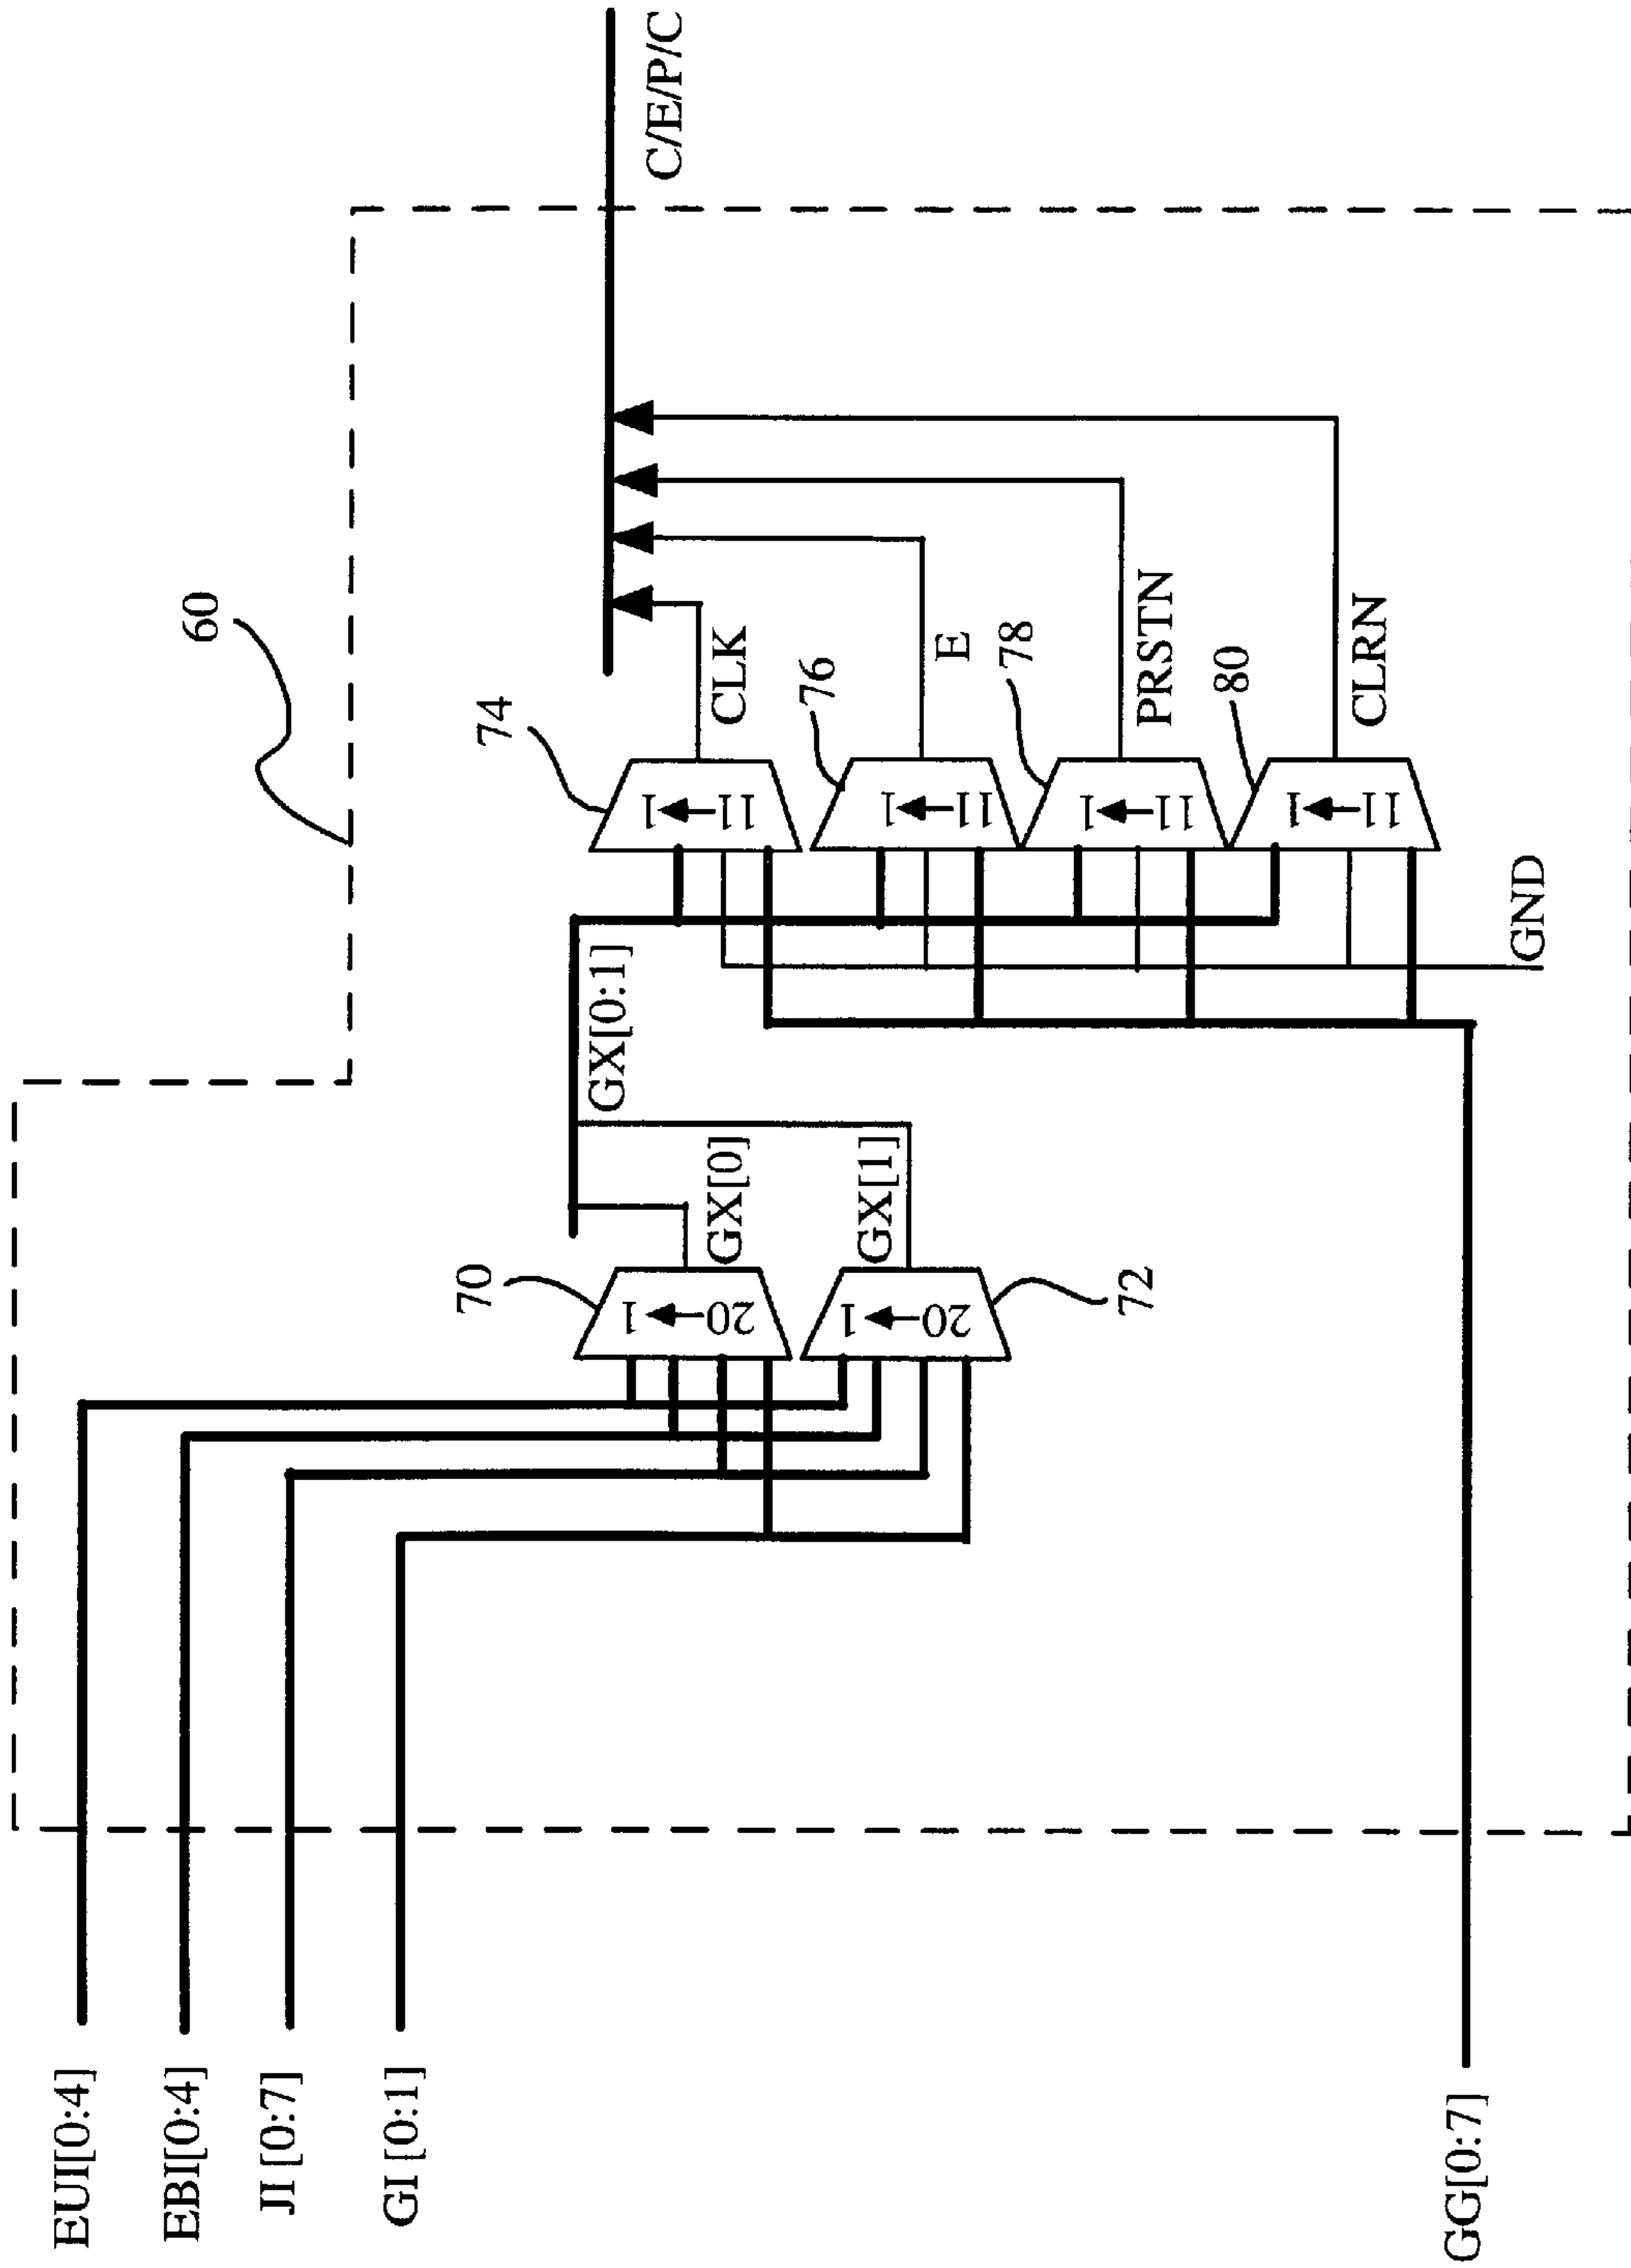 EUI[0:4]
EBI[0:4]
JI [0:7]
GI [0:1]
GG[0:7]
60
70
20→1
GX[0]
72
20→1
GX[1]
GX[0:1]
GND
74
11→1
CLK
76
11→1
E
78
11→1
PRSTN
80
11→1
CLRN
C/E/P/C